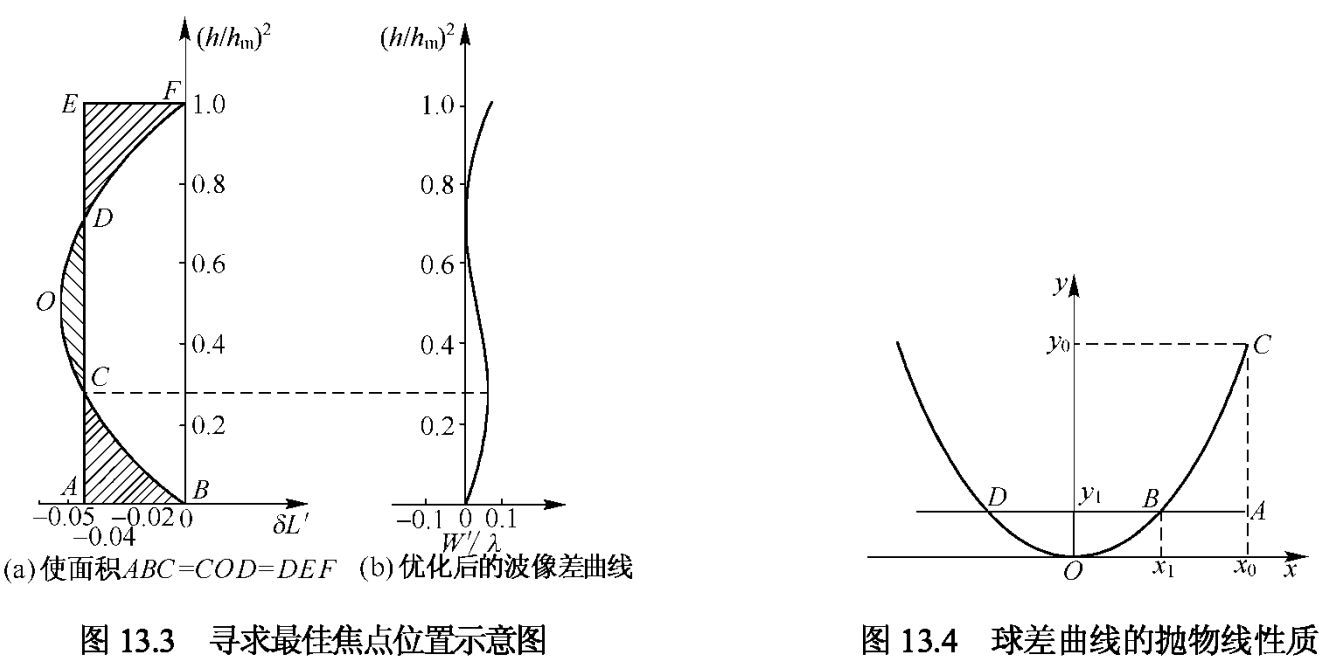 (h/hm)²
E
F
1.0
0.8
D
0.6
O
0.4
C
0.2
A
B
−0.05
−0.04
−0.02
0
δL′
(a) 使面积ABC=COD=DEF
(h/hm)²
1.0
0.8
0.6
0.4
0.2
−0.1
0
0.1
W′/λ
(b) 优化后的波像差曲线
图 13.3 寻求最佳焦点位置示意图
y
y0
C
D
y1
B
A
O
x1
x0
x
图 13.4 球差曲线的抛物线性质